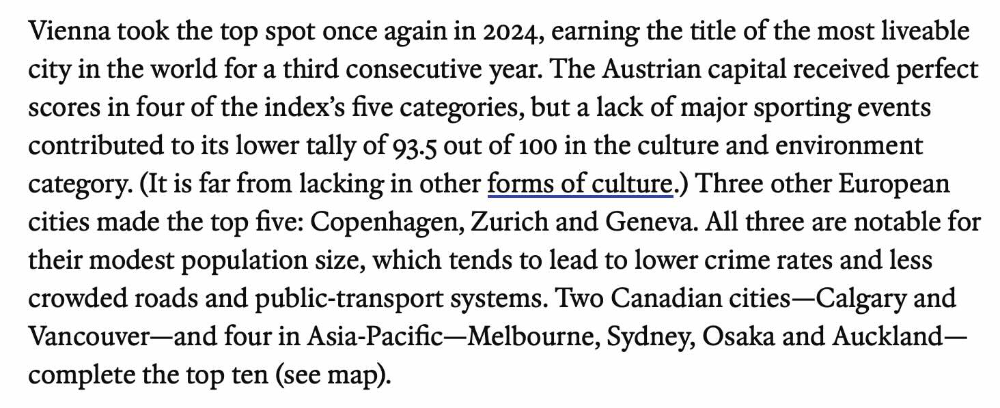 Vienna took the top spot once again in 2024, earning the title of the most liveable
city in the world for a third consecutive year. The Austrian capital received perfect
scores in four of the index’s five categories, but a lack of major sporting events
contributed to its lower tally of 93.5 out of 100 in the culture and environment
category. (It is far from lacking in other forms of culture.) Three other European
cities made the top five: Copenhagen, Zurich and Geneva. All three are notable for
their modest population size, which tends to lead to lower crime rates and less
crowded roads and public-transport systems. Two Canadian cities—Calgary and
Vancouver—and four in Asia-Pacific—Melbourne, Sydney, Osaka and Auckland—
complete the top ten (see map).